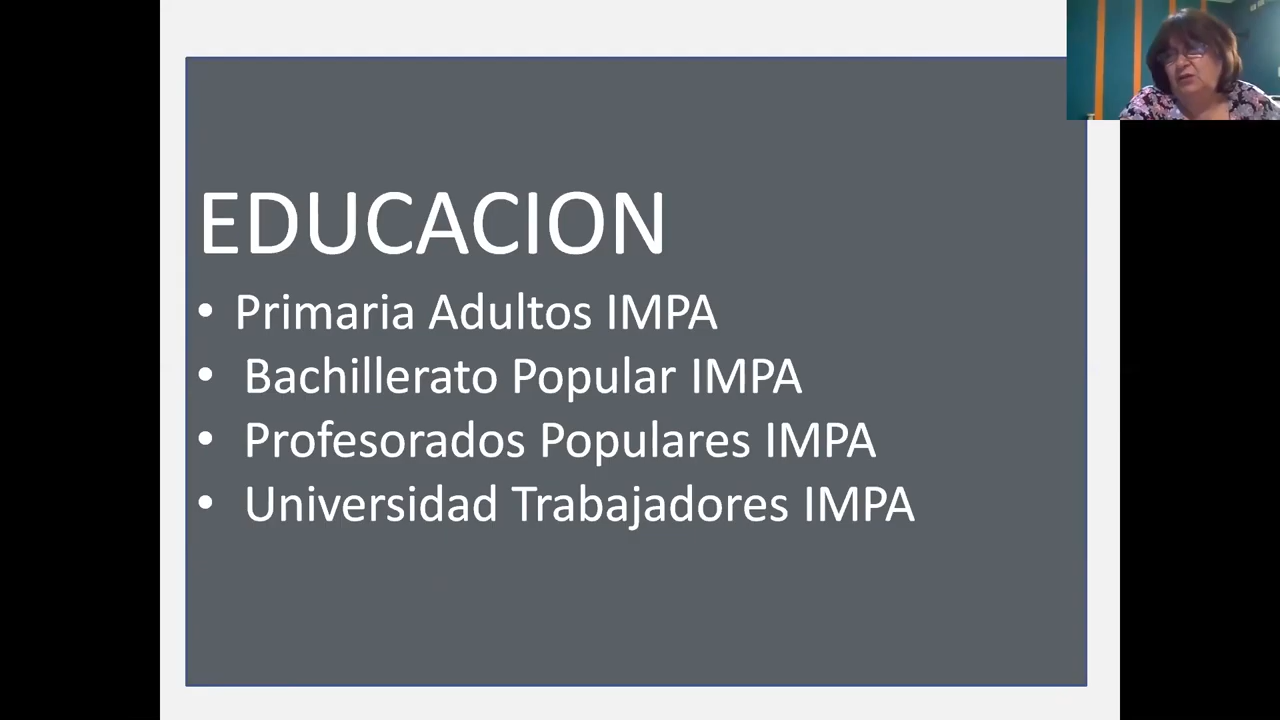 EDUCACION
• Primaria Adultos IMPA
• Bachillerato Popular IMPA
• Profesorados Populares IMPA
• Universidad Trabajadores IMPA